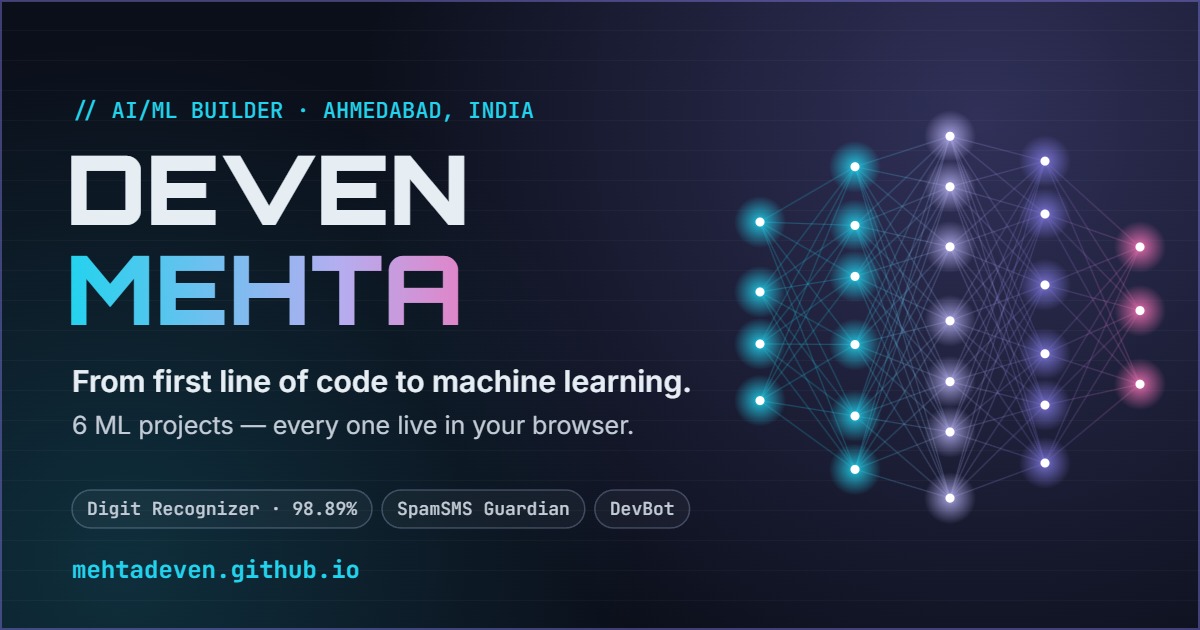 // AI/ML BUILDER · AHMEDABAD, INDIA
DEVEN
MEHTA
From first line of code to machine learning.
6 ML projects — every one live in your browser.
Digit Recognizer · 98.89% SpamSMS Guardian DevBot
mehtadeven.github.io